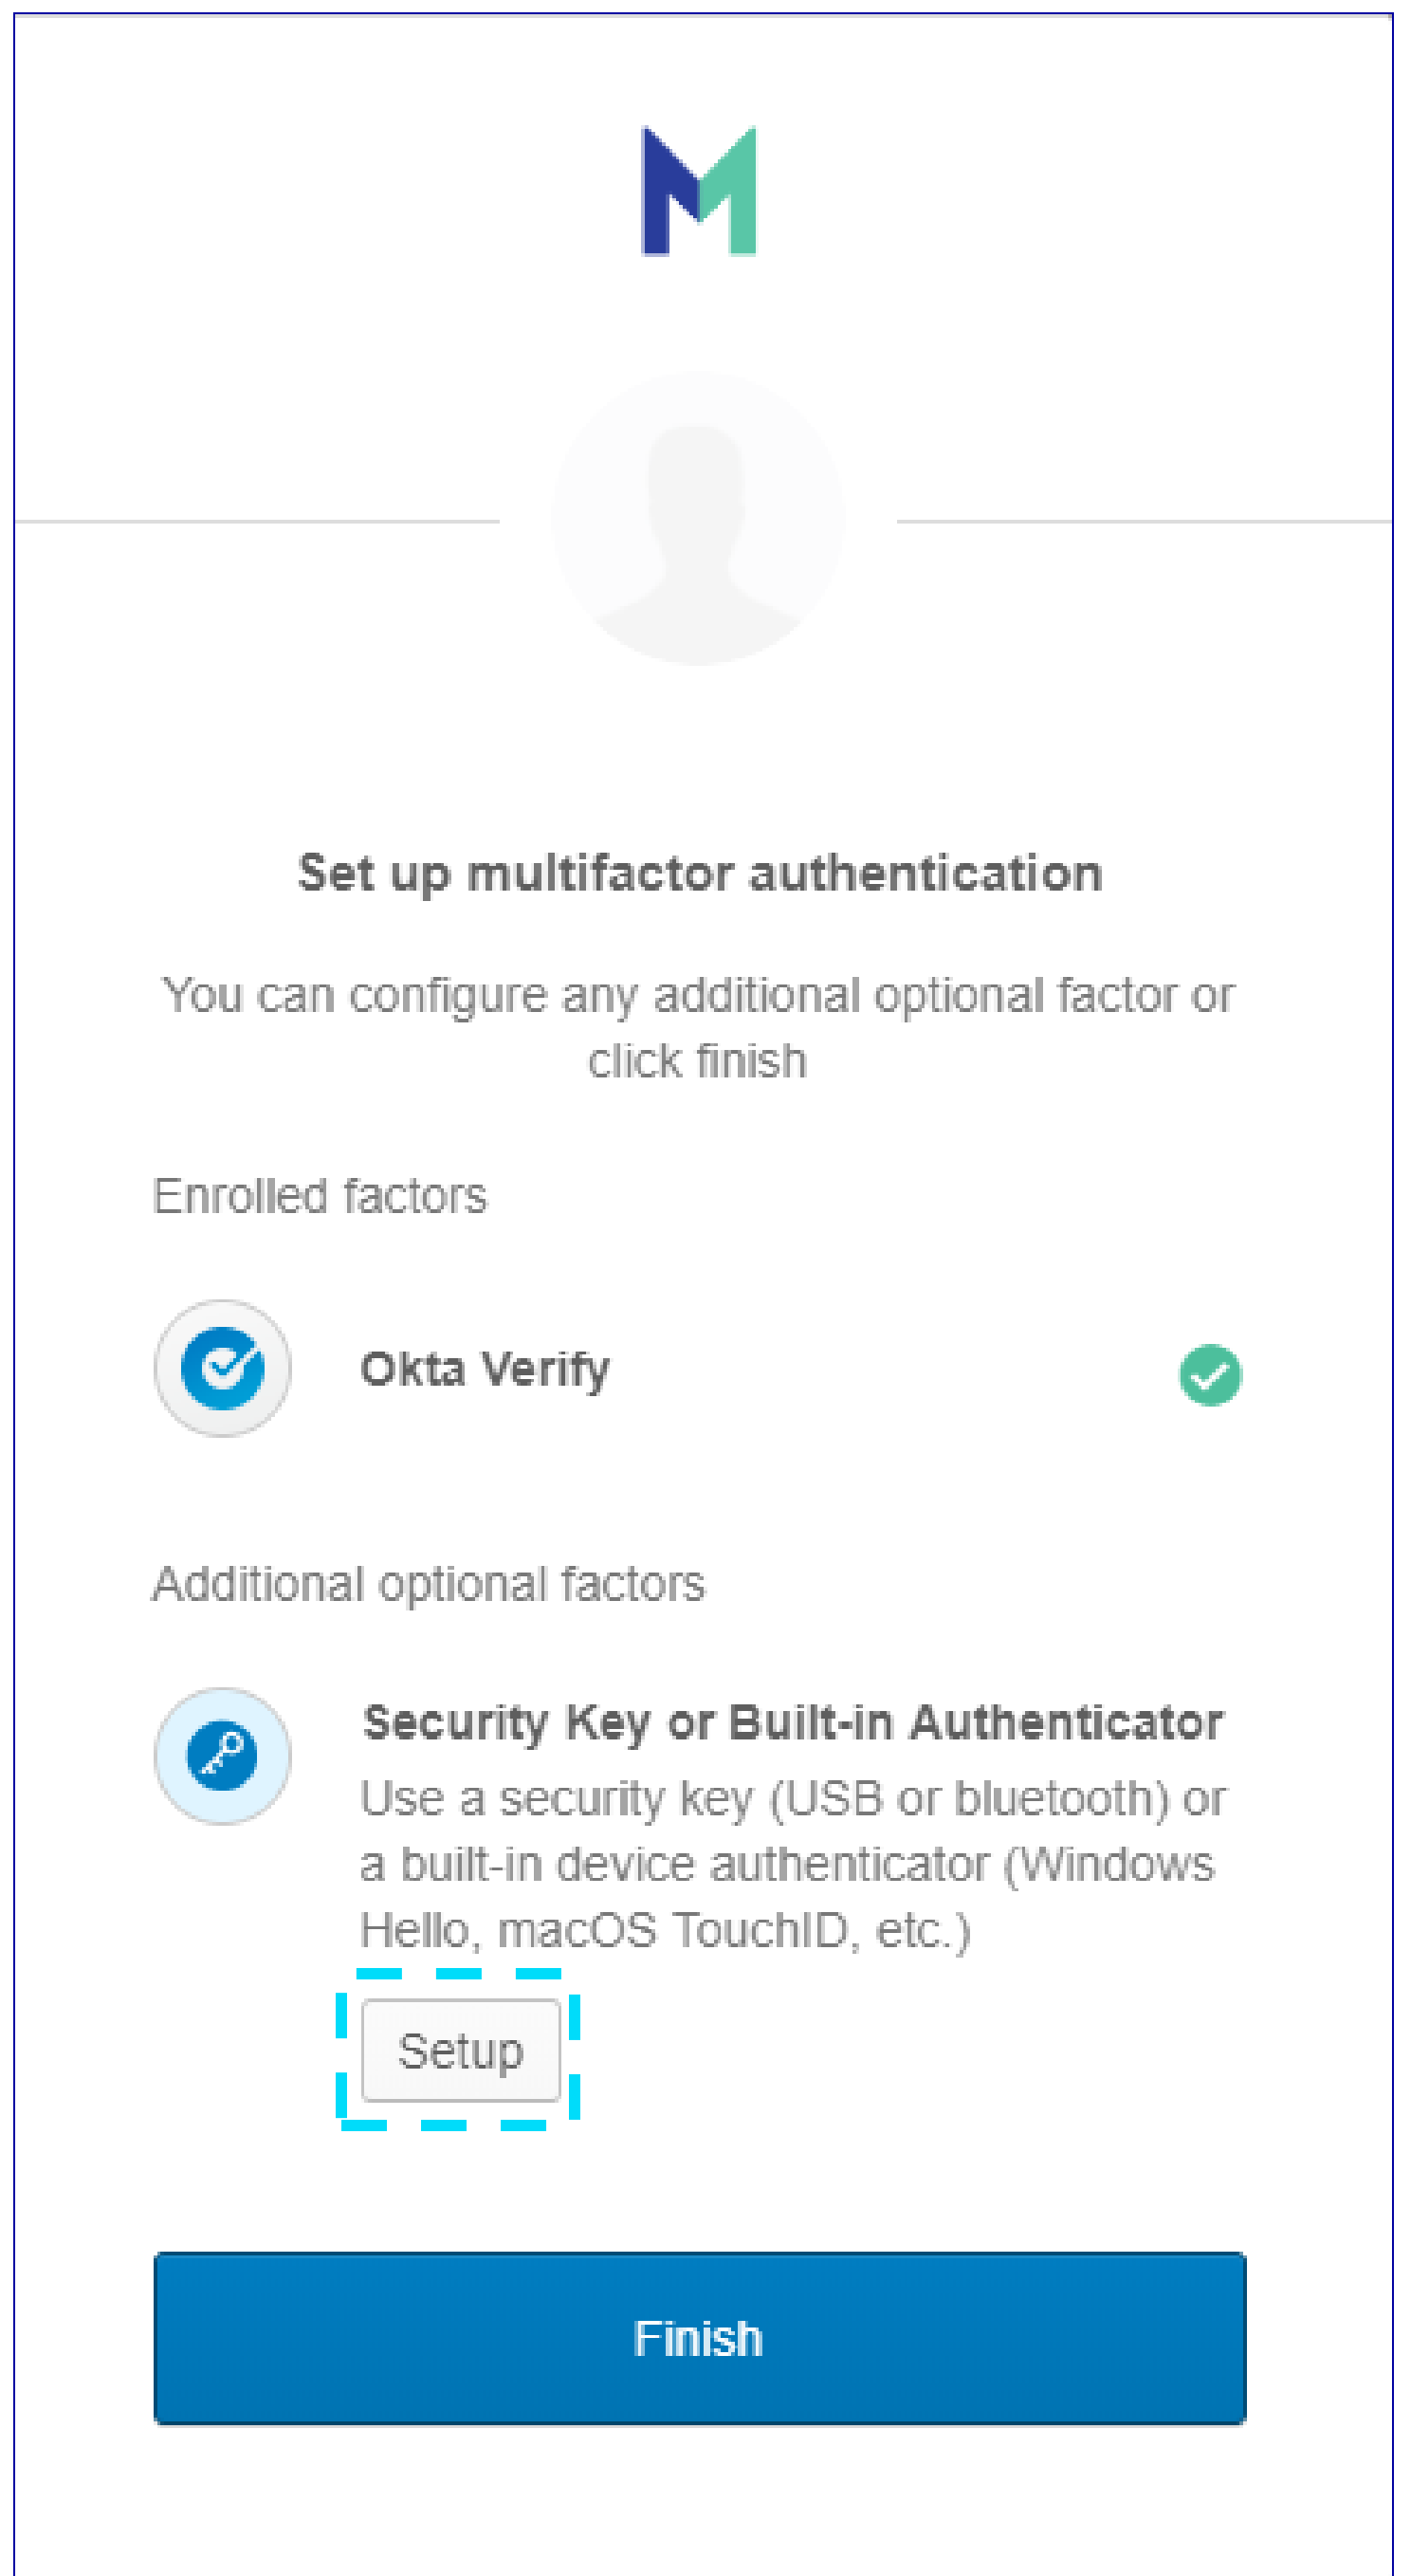 Set up multifactor authentication
You can configure any additional optional factor or
click finish
Enrolled factors
Okta Verify
Additional optional factors
Security Key or Built-in Authenticator
Use a security key (USB or bluetooth) or
a built-in device authenticator (Windows
Hello, macOS TouchID, etc.)
Setup
Finish